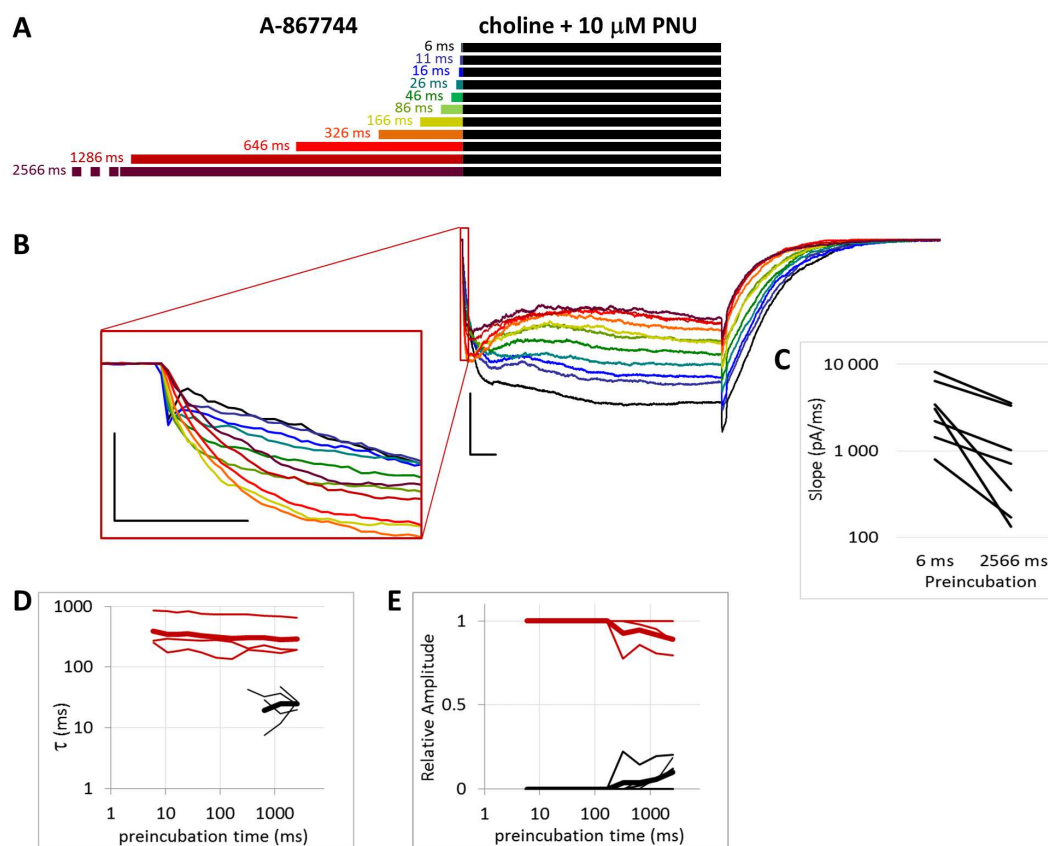 A
A-867744
choline + 10 μM PNU
6 ms
11 ms
16 ms
26 ms
46 ms
86 ms
166 ms
326 ms
646 ms
1286 ms
2566 ms
B
C
10 000
1 000
100
Slope (pA/ms)
6 ms 2566 ms
Preincubation
D
1000
100
10
1
τ (ms)
1 10 100 1000
preincubation time (ms)
E
1
0.5
0
Relative Amplitude
1 10 100 1000
preincubation time (ms)